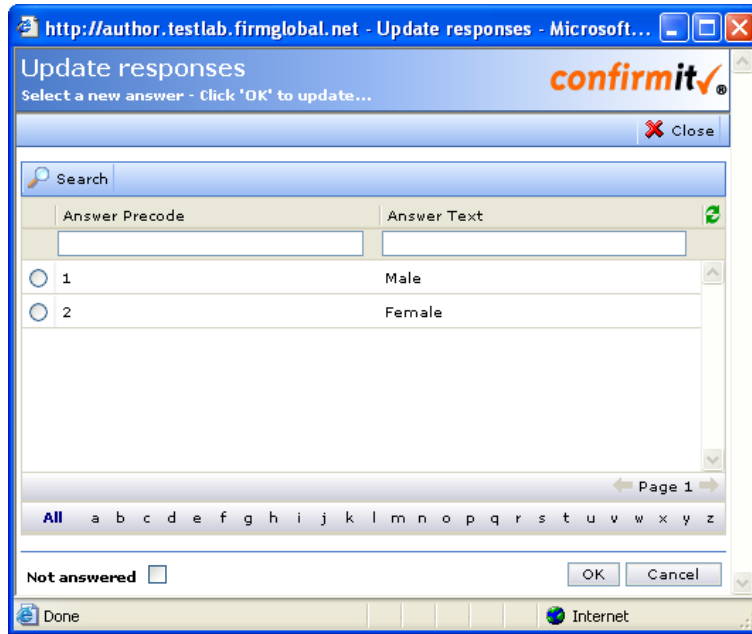 http://author.testlab.firmglobal.net - Update responses - Microsoft...
Update responses
Select a new answer - Click 'OK' to update...
confirmit®
Close
Search
Answer Precode Answer Text
1 Male
2 Female
Page 1
All a b c d e f g h i j k l m n o p q r s t u v w x y z
Not answered OK Cancel
Done Internet